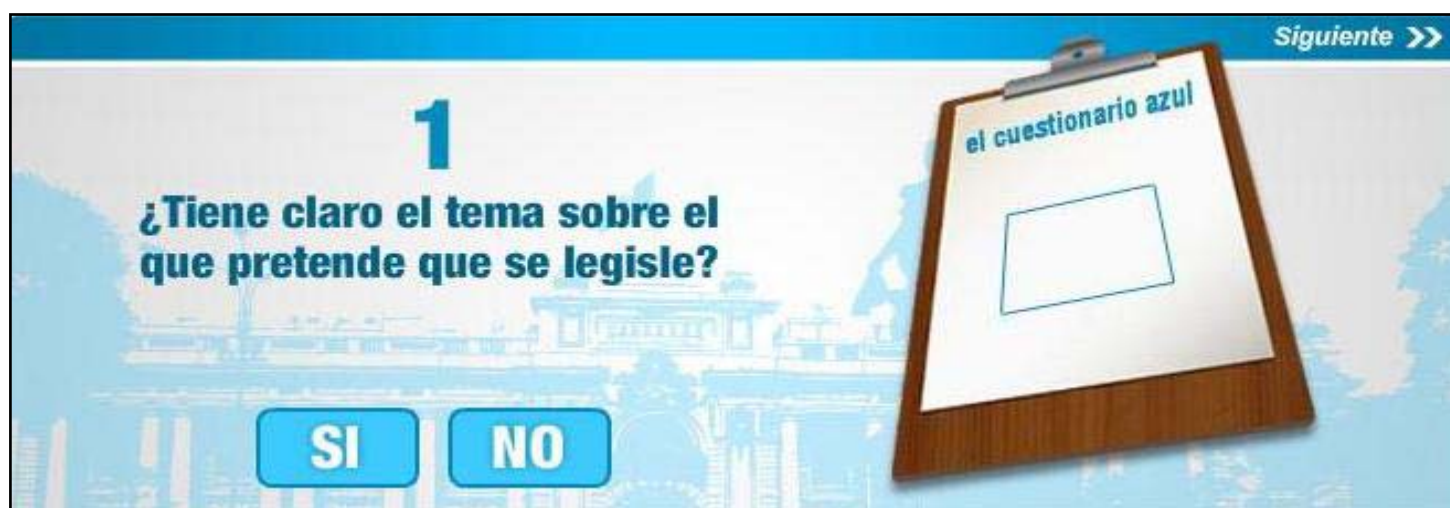 Siguiente >>
el cuestionario azul
1
¿Tiene claro el tema sobre el
que pretende que se legisle?
SI NO